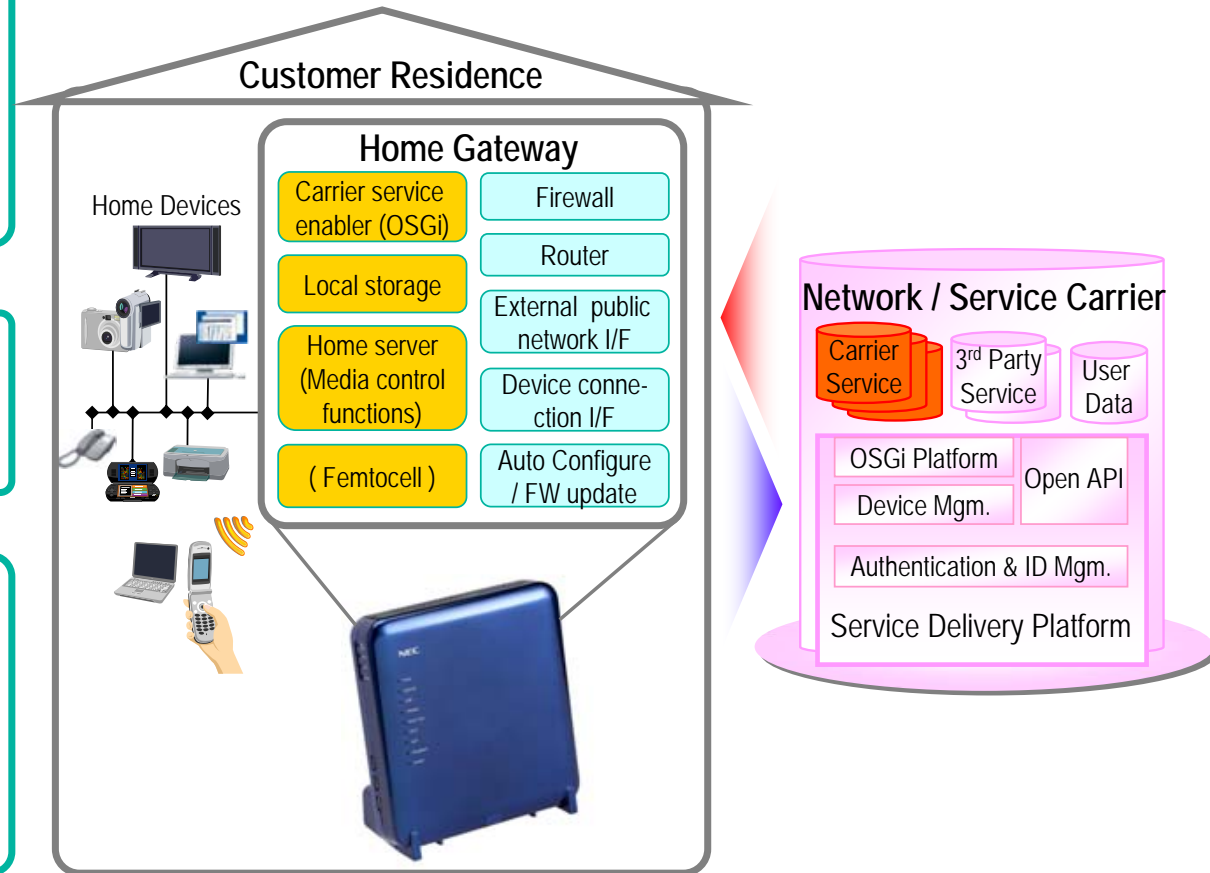 Customer Residence
Home Gateway
Home Devices
Carrier service
enabler (OSGi)
Local storage
Home server
(Media control
functions)
( Femtocell )
Firewall
Router
External public
network I/F
Device conne-
ction I/F
Auto Configure
/ FW update
NEC
Network / Service Carrier
Carrier
Service
3rd Party
Service
User
Data
OSGi Platform
Device Mgm.
Open API
Authentication & ID Mgm.
Service Delivery Platform